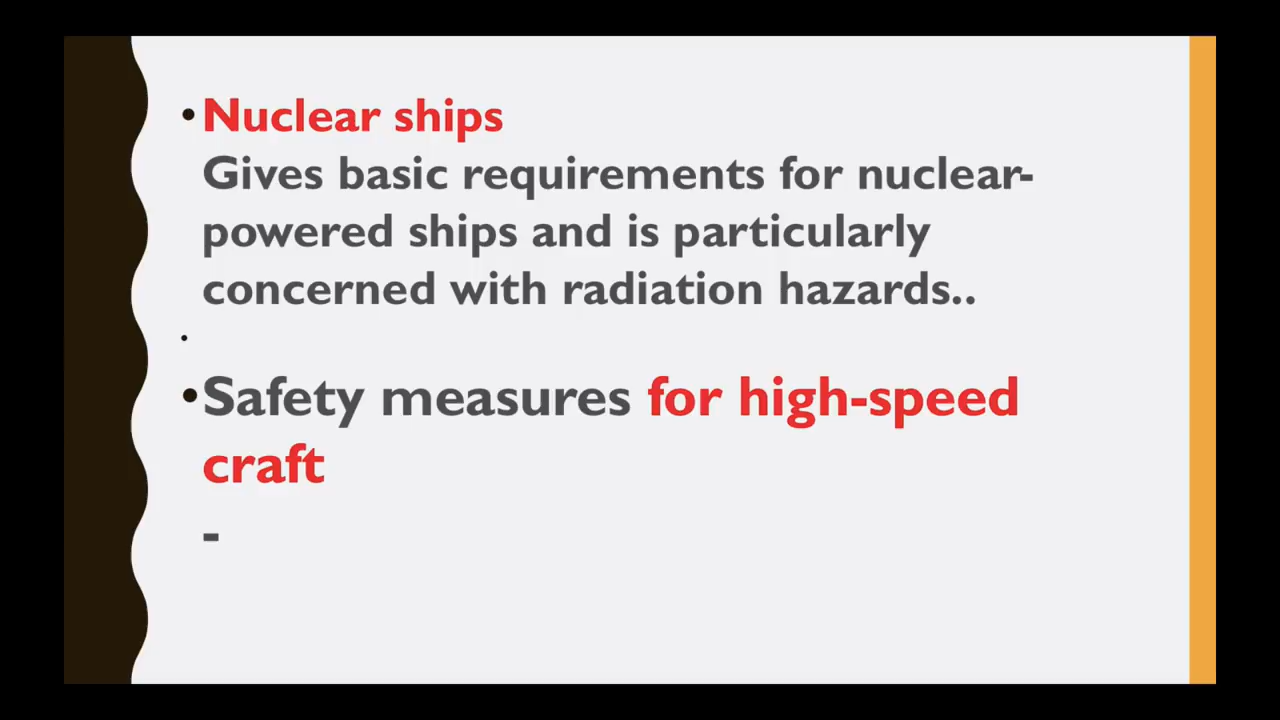 •Nuclear ships
Gives basic requirements for nuclear-
powered ships and is particularly
concerned with radiation hazards..
•
•Safety measures for high-speed
craft
-